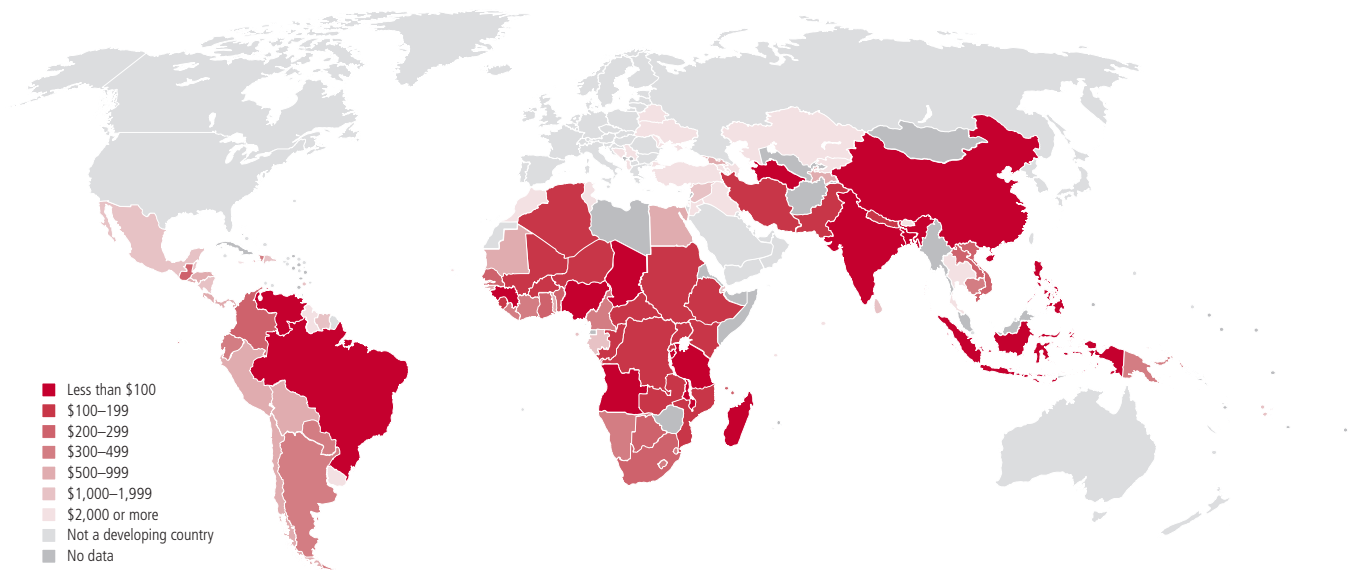 Less than $100
$100–199
$200–299
$300–499
$500–999
$1,000–1,999
$2,000 or more
Not a developing country
No data